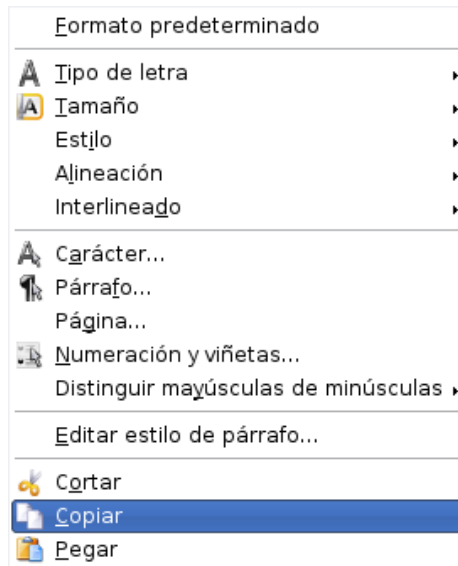 Formato predeterminado
Tipo de letra
Tamaño
Estilo
Alineación
Interlineado
Carácter...
Párrafo...
Página...
Numeración y viñetas...
Distinguir mayúsculas de minúsculas
Editar estilo de párrafo...
Cortar
Copiar
Pegar